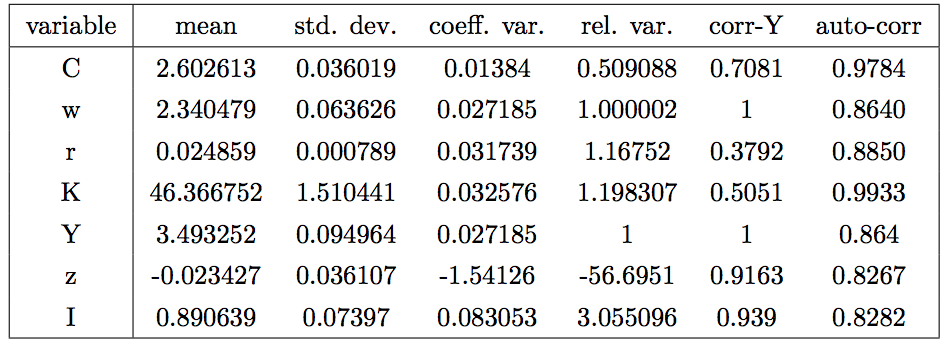 variable mean std. dev. coeff. var. rel. var. corr-Y auto-corr
C 2.602613 0.036019 0.01384 0.509088 0.7081 0.9784
w 2.340479 0.063626 0.027185 1.000002 1 0.8640
r 0.024859 0.000789 0.031739 1.16752 0.3792 0.8850
K 46.366752 1.510441 0.032576 1.198307 0.5051 0.9933
Y 3.493252 0.094964 0.027185 1 1 0.864
z -0.023427 0.036107 -1.54126 -56.6951 0.9163 0.8267
I 0.890639 0.07397 0.083053 3.055096 0.939 0.8282